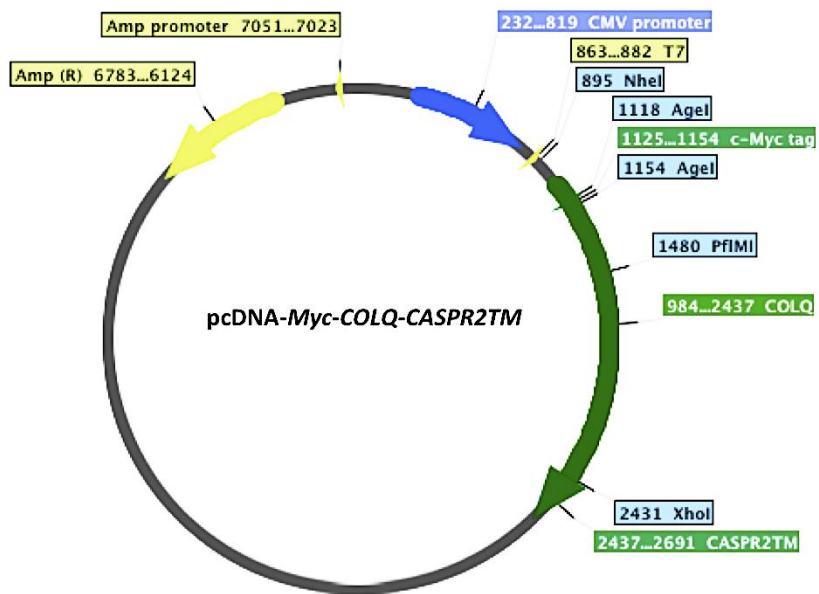 Amp promoter 7051...7023
232...819 CMV promoter
863...882 T7
Amp (R) 6783...6124
895 NheI
1118 AgeI
1125...1154 c-Myc tag
1154 AgeI
1480 PflMI
pcDNA-Myc-COLQ-CASPR2TM
984...2437 COLQ
2431 XhoI
2437...2691 CASPR2TM